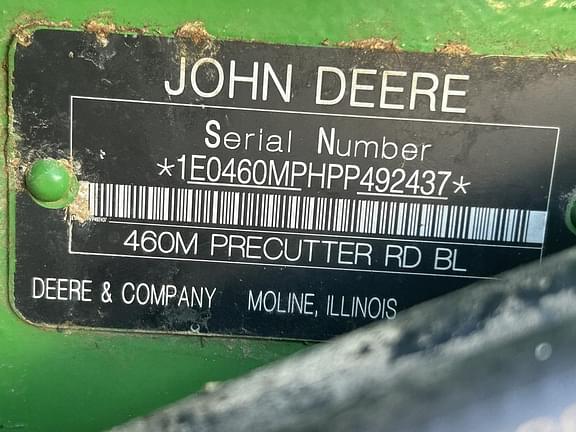 JOHN DEERE
Serial Number
*1E0460MPHPP492437*
460M PRECUTTER RD BL
DEERE & COMPANY MOLINE, ILLINOIS